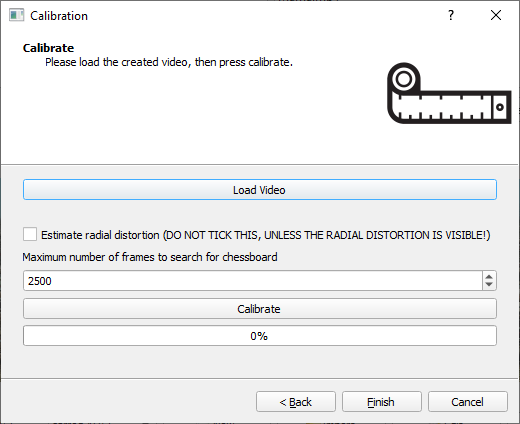 Calibration
?
Calibrate
Please load the created video, then press calibrate.
Load Video
Estimate radial distortion (DO NOT TICK THIS, UNLESS THE RADIAL DISTORTION IS VISIBLE!)
Maximum number of frames to search for chessboard
2500
Calibrate
0%
< Back
Finish
Cancel